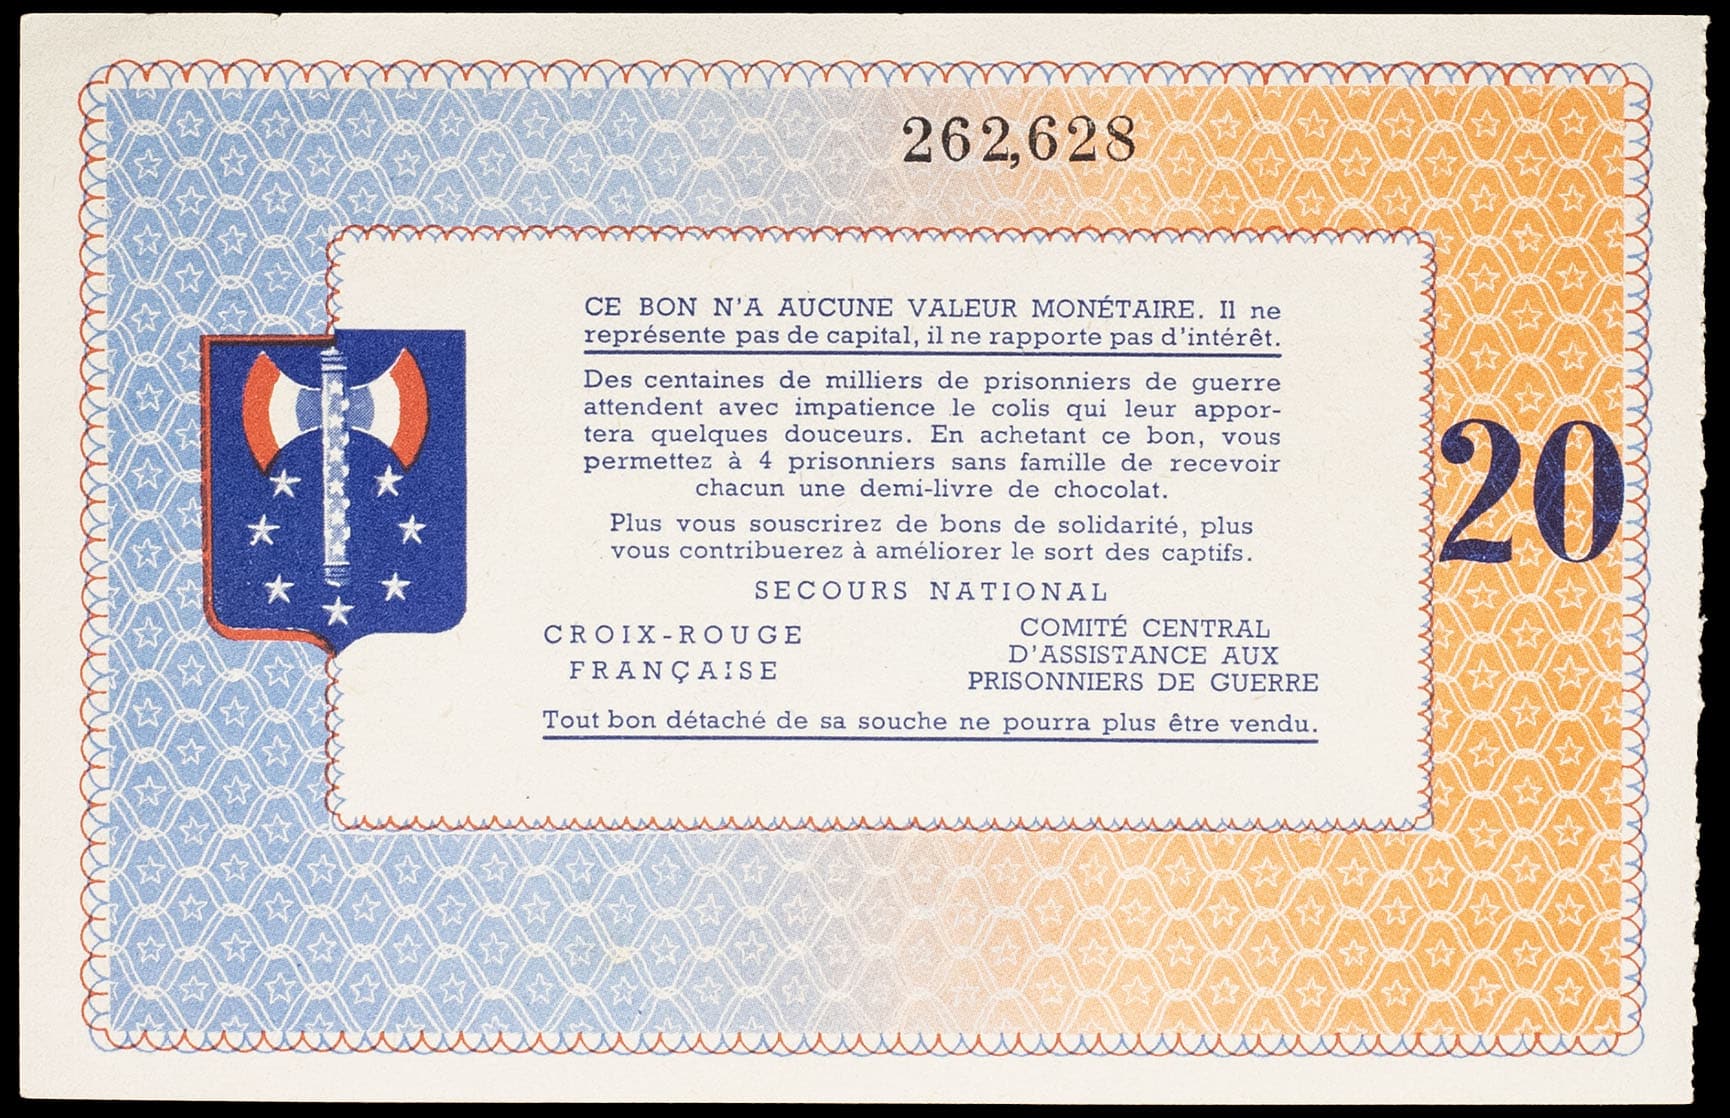 262,628
CE BON N'A AUCUNE VALEUR MONÉTAIRE. Il ne
représente pas de capital, il ne rapporte pas d'intérêt.
Des centaines de milliers de prisonniers de guerre
attendent avec impatience le colis qui leur appor-
tera quelques douceurs. En achetant ce bon, vous
permettez à 4 prisonniers sans famille de recevoir
chacun une demi-livre de chocolat.
20
Plus vous souscrirez de bons de solidarité, plus
vous contribuerez à améliorer le sort des captifs.
SECOURS NATIONAL
CROIX-ROUGE
FRANÇAISE
COMITÉ CENTRAL
D'ASSISTANCE AUX
PRISONNIERS DE GUERRE
Tout bon détaché de sa souche ne pourra plus être vendu.